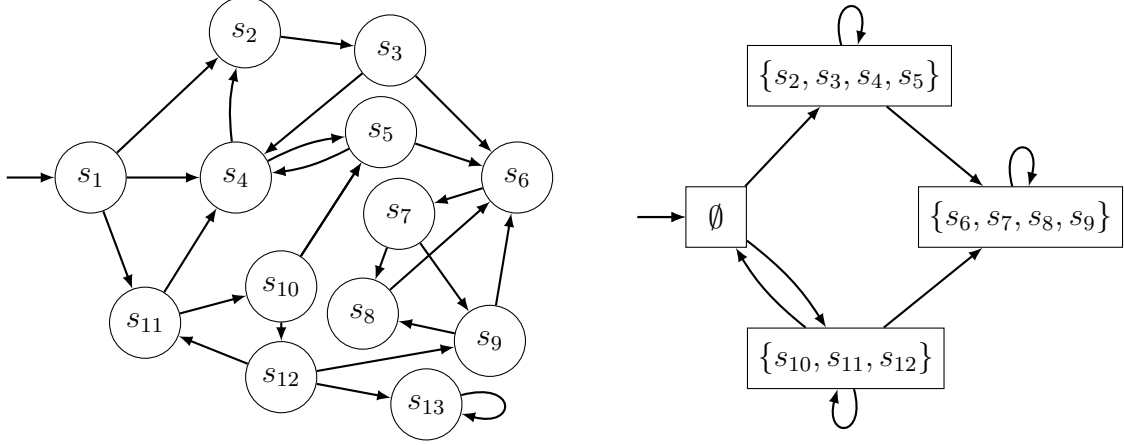 s₂
s₃
s₅
s₁
s₄
s₆
s₇
s₁₀
s₈
s₁₁
s₉
s₁₂
s₁₃
{s₂, s₃, s₄, s₅}
∅
{s₆, s₇, s₈, s₉}
{s₁₀, s₁₁, s₁₂}